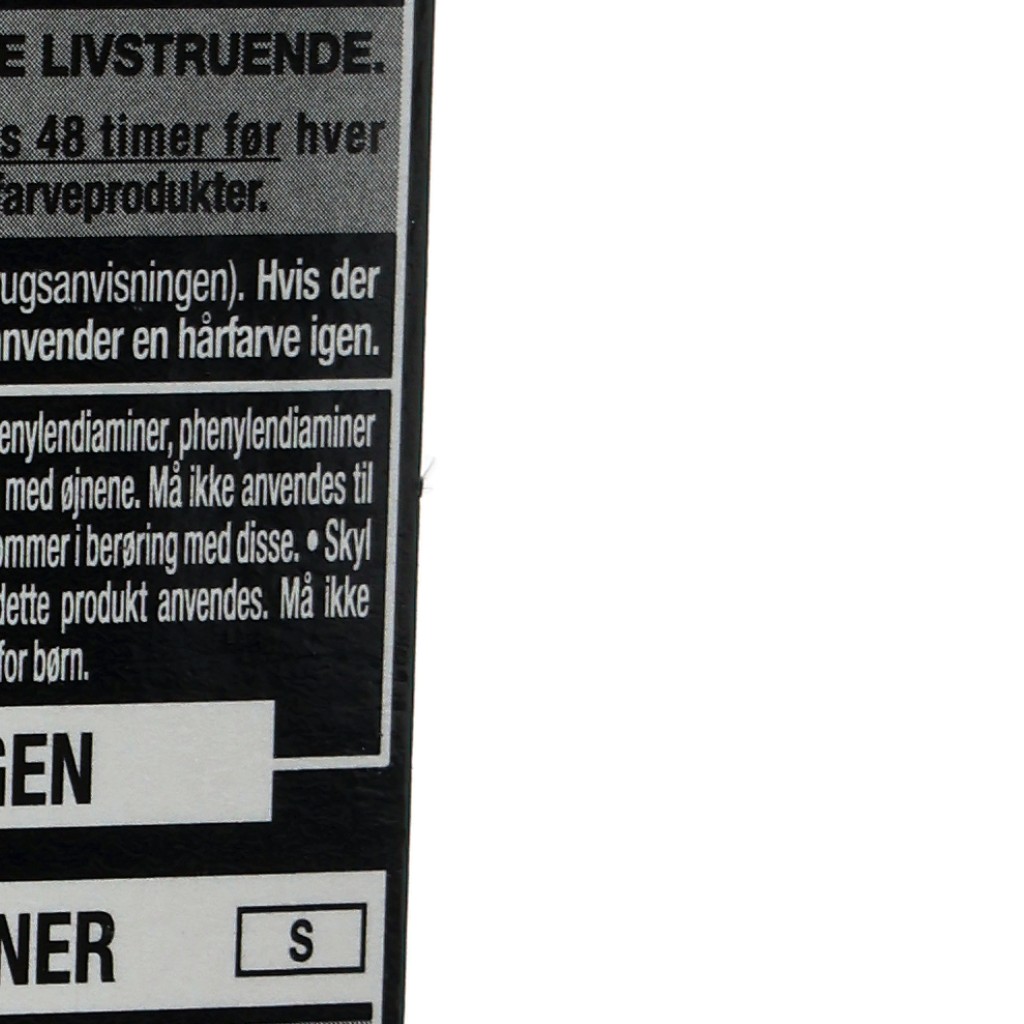 E LIVSTRUENDE.
s 48 timer før hver
farveprodukter.
ugsanvisningen). Hvis der
anvender en hårfarve igen.
enylendiaminer, phenylendiaminer
med øjnene. Må ikke anvendes til
ommer i berøring med disse. • Skyl
dette produkt anvendes. Må ikke
for børn.
GEN
NER S